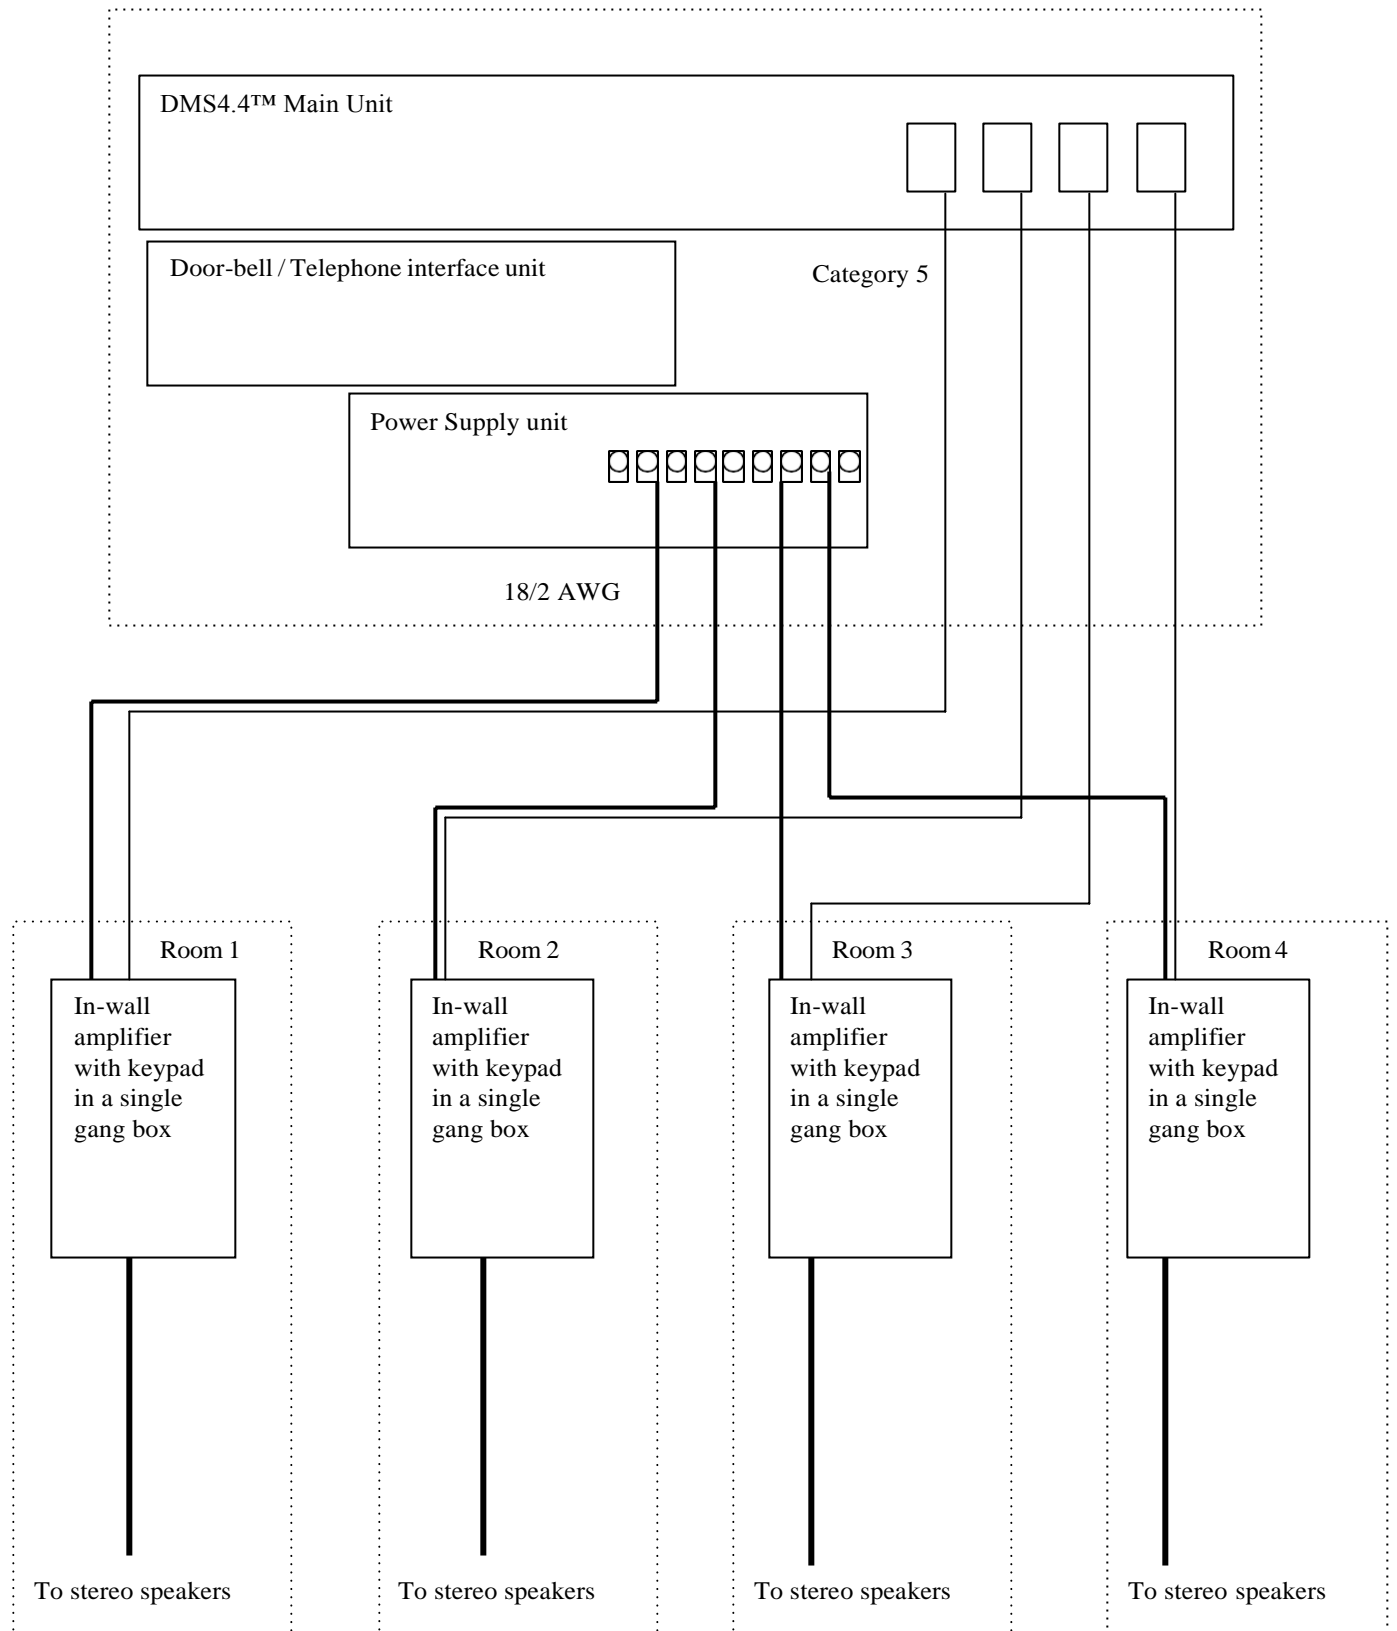 DMS4.4™ Main Unit
Door-bell / Telephone interface unit
Category 5
Power Supply unit
18/2 AWG
Room 1
In-wall
amplifier
with keypad
in a single
gang box
To stereo speakers
Room 2
In-wall
amplifier
with keypad
in a single
gang box
To stereo speakers
Room 3
In-wall
amplifier
with keypad
in a single
gang box
To stereo speakers
Room 4
In-wall
amplifier
with keypad
in a single
gang box
To stereo speakers